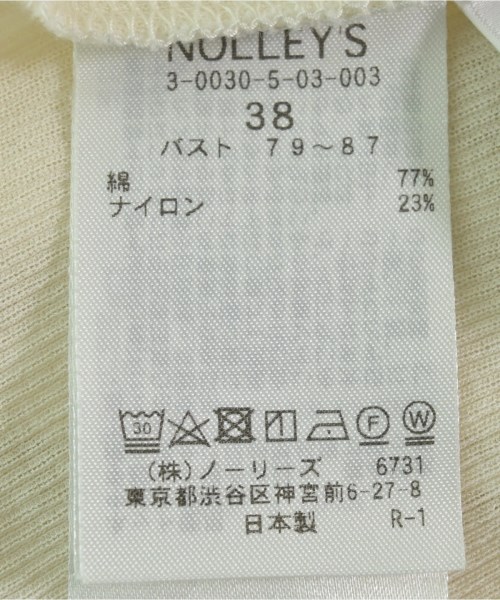 NOLLEY'S
3-0030-5-03-003
38
バスト 79～87
綿 77%
ナイロン 23%
30 F W
(株)ノーリーズ 6731
東京都渋谷区神宮前6-27-8
日本製 R-1